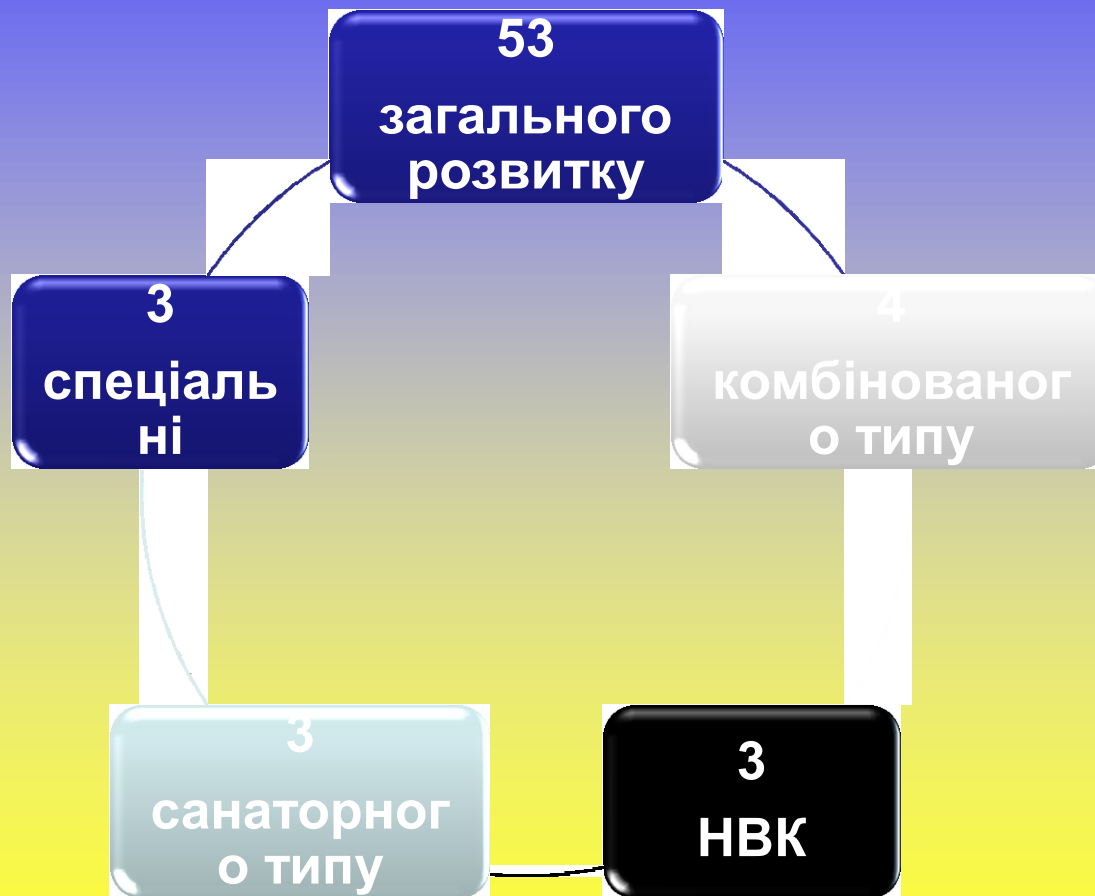 53
загального
розвитку
3
спеціаль
ні
4
комбінованог
о типу
3
санаторног
о типу
3
НВК